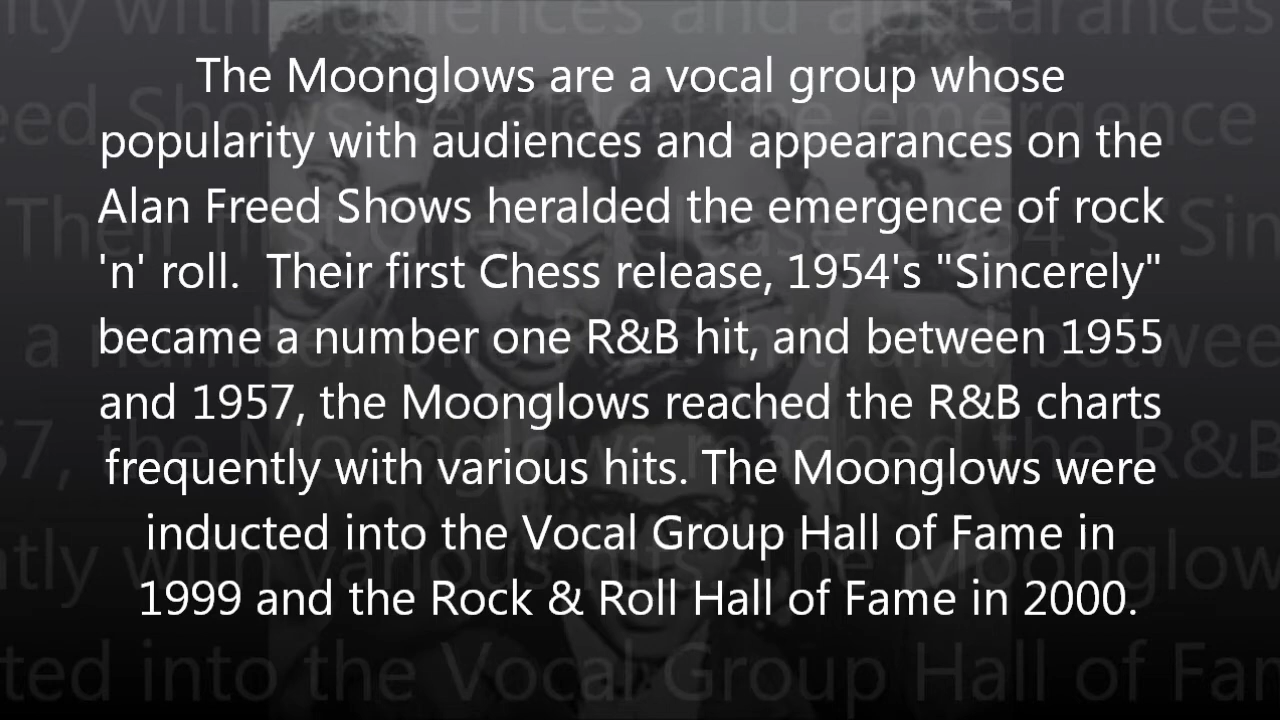 The Moonglows are a vocal group whose
popularity with audiences and appearances on the
Alan Freed Shows heralded the emergence of rock
'n' roll.  Their first Chess release, 1954's "Sincerely"
became a number one R&B hit, and between 1955
and 1957, the Moonglows reached the R&B charts
frequently with various hits. The Moonglows were
inducted into the Vocal Group Hall of Fame in
1999 and the Rock & Roll Hall of Fame in 2000.